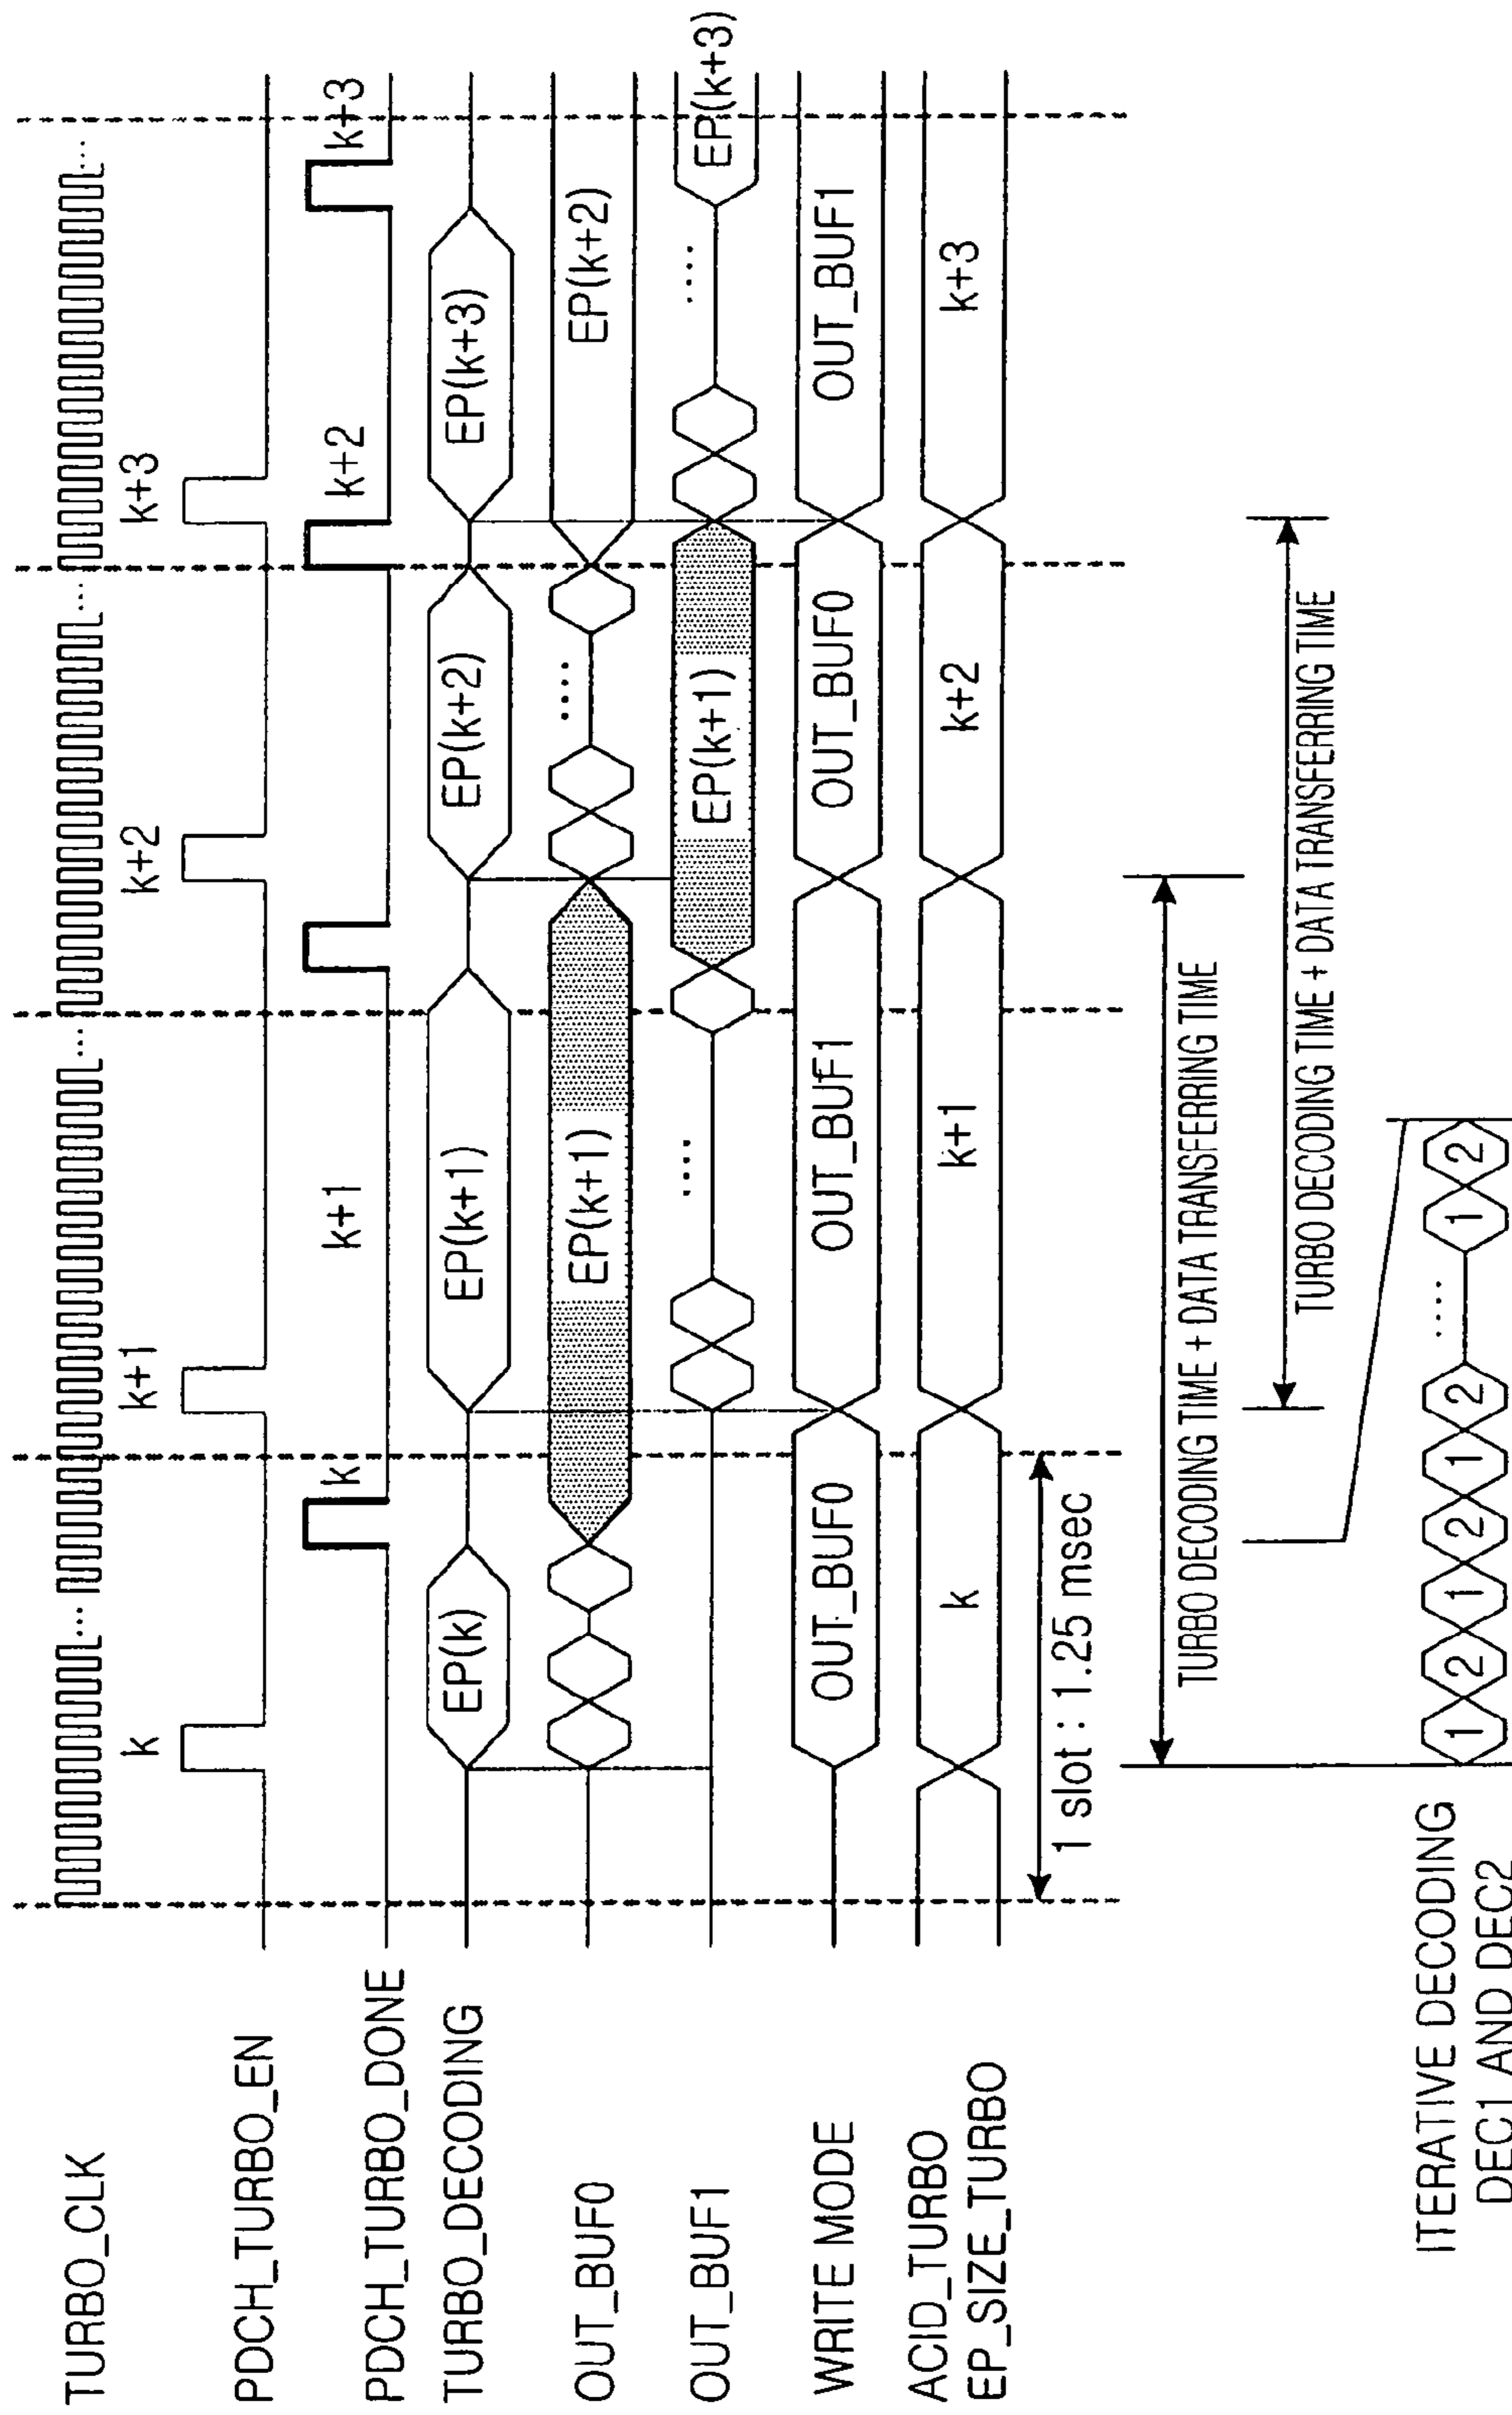 TURBO_CLK
...
...
...
...
PDCH_TURBO_EN
k
k+1
k+2
k+3
PDCH_TURBO_DONE
k
k+1
k+2
k+3
TURBO_DECODING
EP(k)
EP(k+1)
EP(k+2)
EP(k+3)
OUT_BUF0
EP(k+1)
....
EP(k+2)
OUT_BUF1
....
EP(k+1)
....
EP(k+3)
WRITE MODE
OUT_BUF0
OUT_BUF1
OUT_BUF0
OUT_BUF1
ACID_TURBO
EP_SIZE_TURBO
k
k+1
k+2
k+3
1 slot : 1.25 msec
TURBO DECODING TIME + DATA TRANSFERRING TIME
TURBO DECODING TIME + DATA TRANSFERRING TIME
ITERATIVE DECODING
DEC1 AND DEC2
1 2 1 2 1 2 .... 1 2